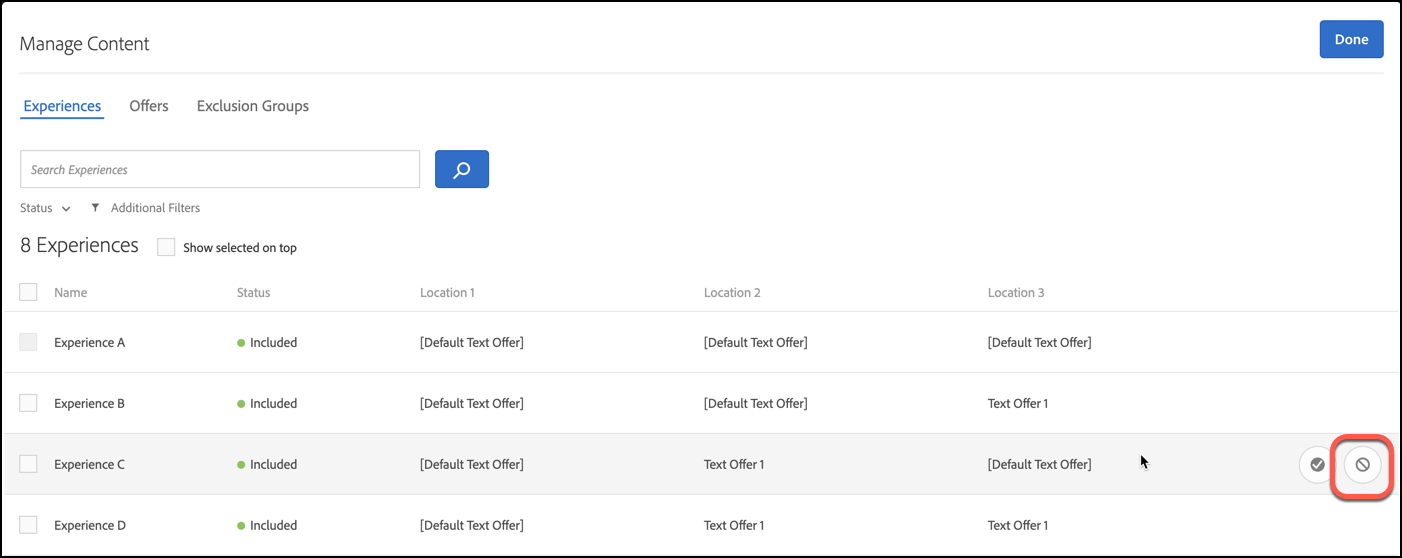 Manage Content
Done
Experiences Offers Exclusion Groups
Search Experiences
Status Additional Filters
8 Experiences Show selected on top
Name Status Location 1 Location 2 Location 3
Experience A Included [Default Text Offer] [Default Text Offer] [Default Text Offer]
Experience B Included [Default Text Offer] [Default Text Offer] Text Offer 1
Experience C Included [Default Text Offer] Text Offer 1 [Default Text Offer]
Experience D Included [Default Text Offer] Text Offer 1 Text Offer 1